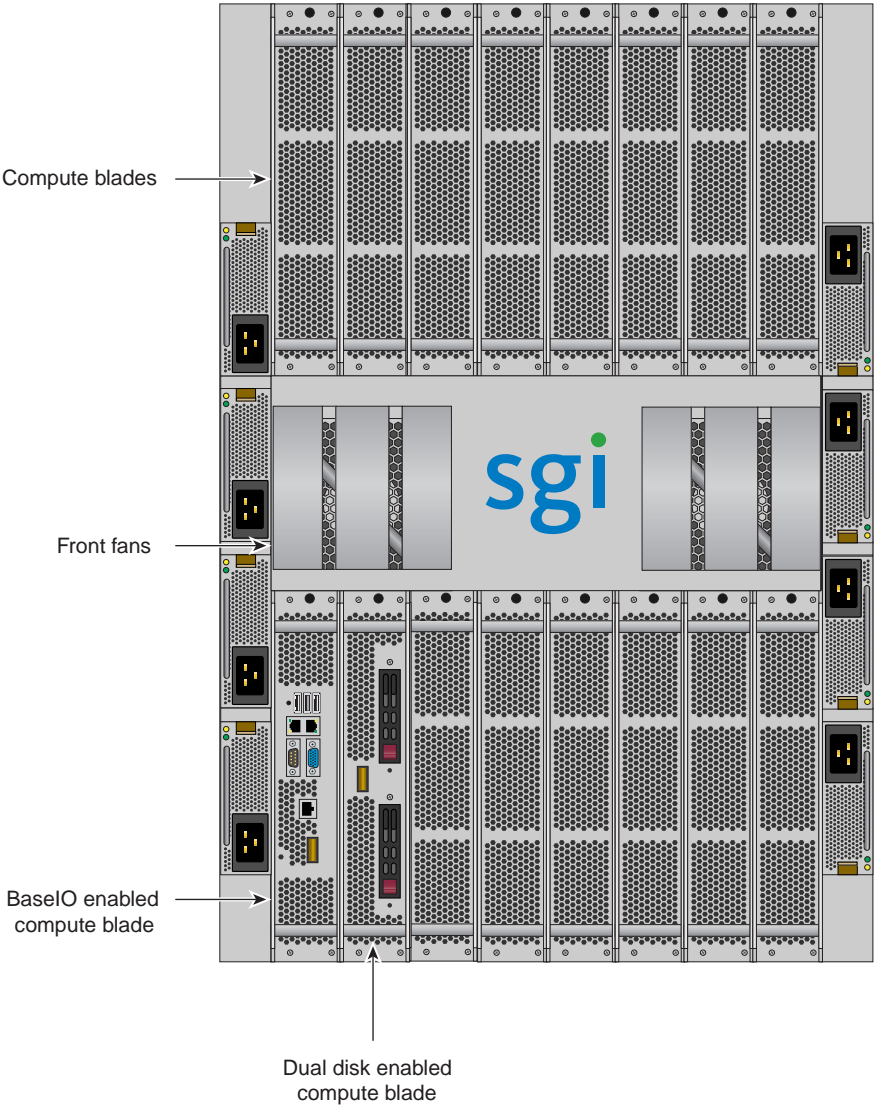 Compute blades
sgi
Front fans
BaseIO enabled
compute blade
Dual disk enabled
compute blade